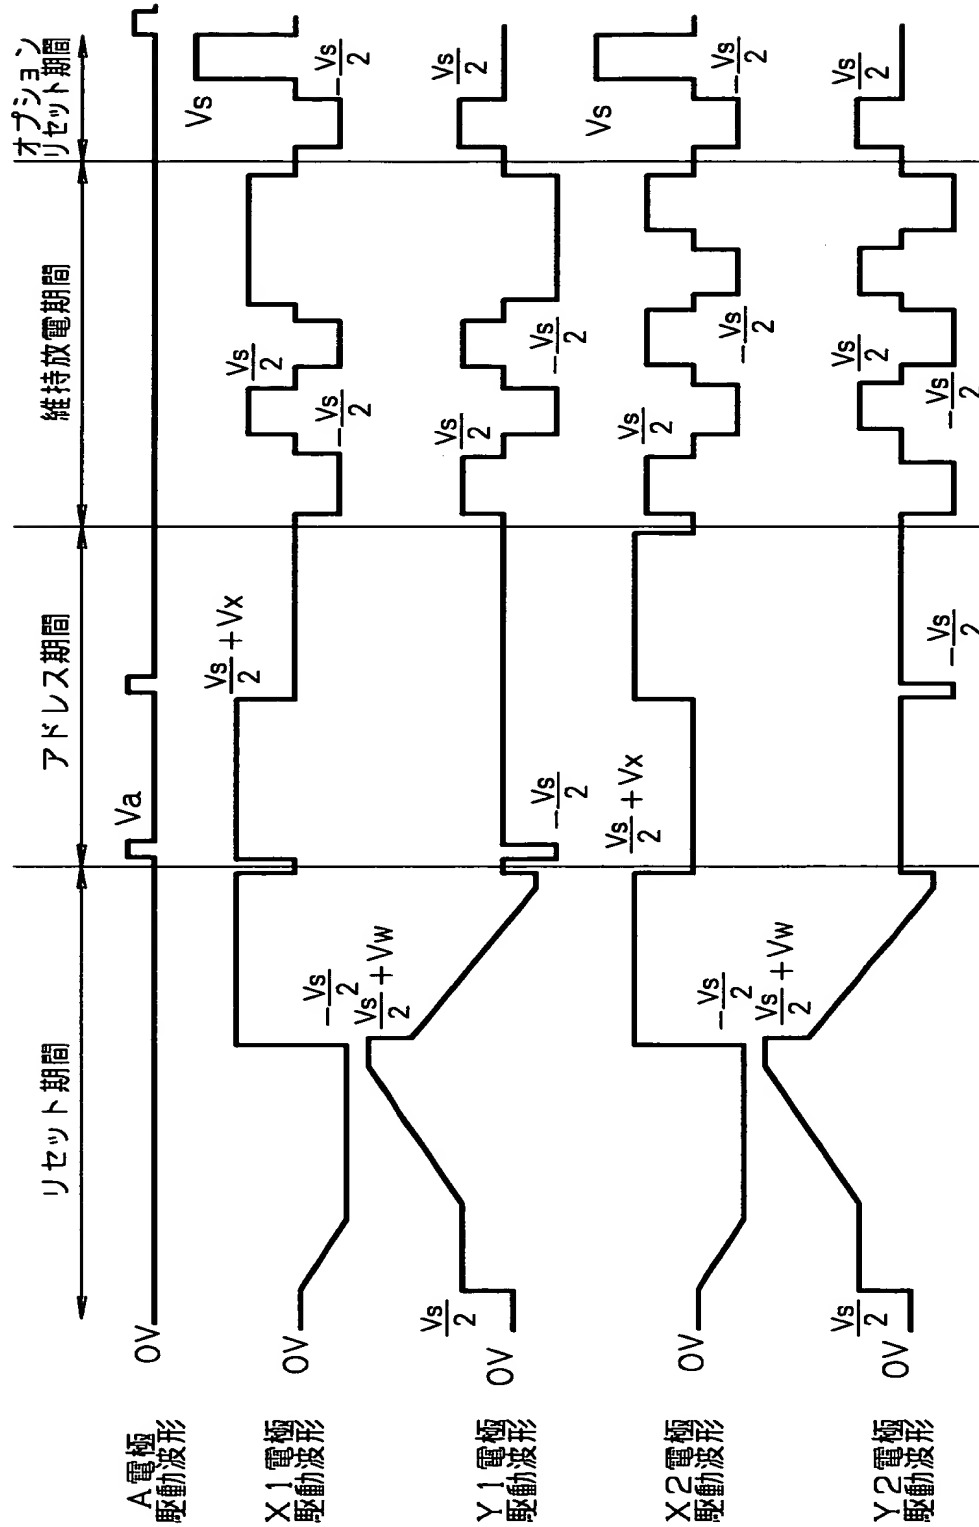 リセット期間
アドレス期間
維持放電期間
オプション
リセット期間
A電極
駆動波形
0V
Va
X1電極
駆動波形
0V
-Vs/2
Vs/2+Vx
-Vs/2
Vs/2
Vs
-Vs/2
Y1電極
駆動波形
0V
Vs/2
Vs/2+Vw
-Vs/2
Vs/2
-Vs/2
Vs/2
X2電極
駆動波形
0V
-Vs/2
Vs/2+Vx
Vs/2
-Vs/2
Vs
-Vs/2
Y2電極
駆動波形
0V
Vs/2
Vs/2+Vw
-Vs/2
-Vs/2
Vs/2
Vs/2